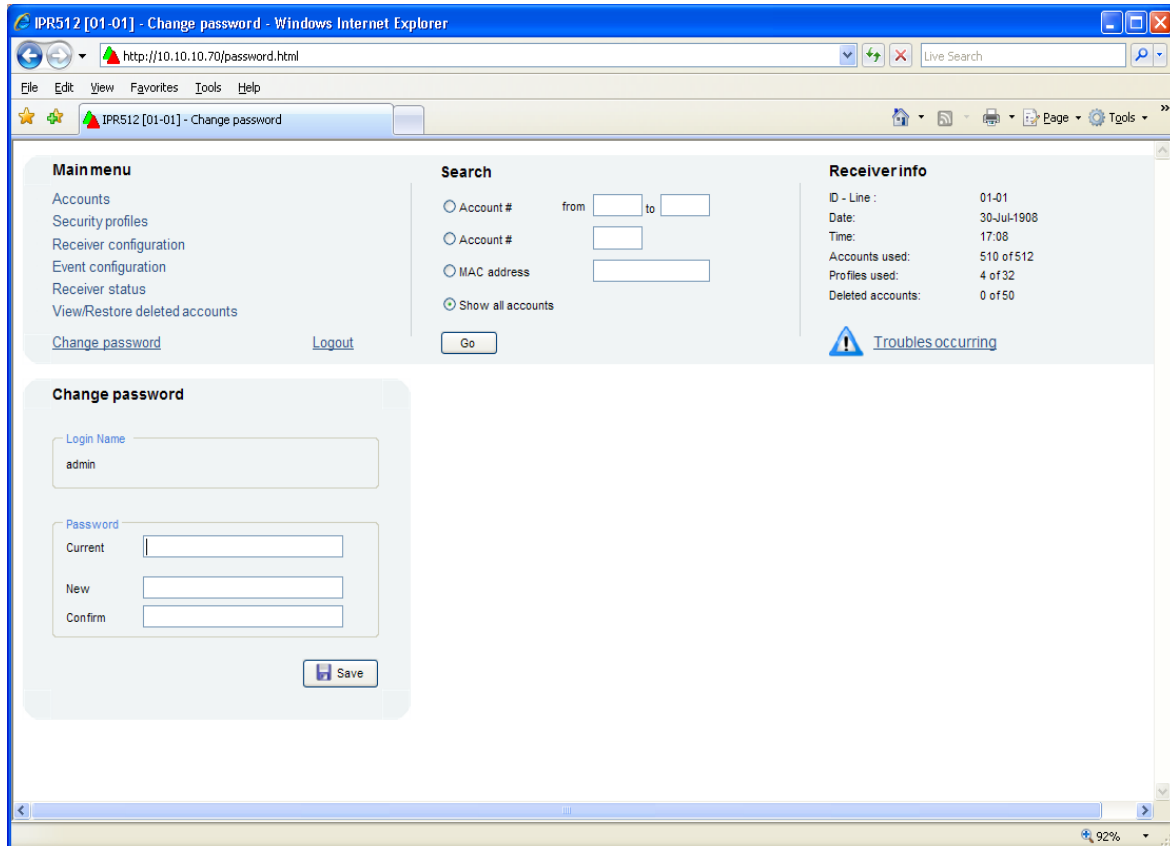 IPR512 [01-01] - Change password - Windows Internet Explorer
http://10.10.10.70/password.html
Live Search
File Edit View Favorites Tools Help
IPR512 [01-01] - Change password
Page Tools »
Main menu
Accounts
Security profiles
Receiver configuration
Event configuration
Receiver status
View/Restore deleted accounts
Change password Logout
Search
Account # from to
Account #
MAC address
Show all accounts
Go
Receiver info
ID - Line : 01-01
Date: 30-Jul-1908
Time: 17:08
Accounts used: 510 of 512
Profiles used: 4 of 32
Deleted accounts: 0 of 50
Troubles occurring
Change password
Login Name
admin
Password
Current
New
Confirm
Save
92%